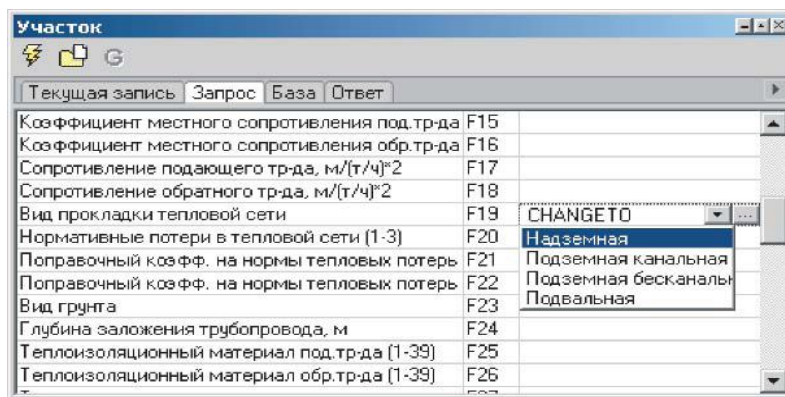 Участок
G
Текущая запись Запрос База Ответ
Коэффициент местного сопротивления под.тр-да F15
Коэффициент местного сопротивления обр.тр-да F16
Сопротивление подающего тр-да, м/(т/ч)*2 F17
Сопротивление обратного тр-да, м/(т/ч)*2 F18
Вид прокладки тепловой сети F19 CHANGETO ...
Нормативные потери в тепловой сети (1-3) F20 Надземная
Поправочный коэфф. на нормы тепловых потерь F21 Подземная канальная
Поправочный коэфф. на нормы тепловых потерь F22 Подземная бесканальн
Вид грунта F23 Подвальная
Глубина заложения трубопровода, м F24
Теплоизоляционный материал под.тр-да (1-39) F25
Теплоизоляционный материал обр.тр-да (1-39) F26